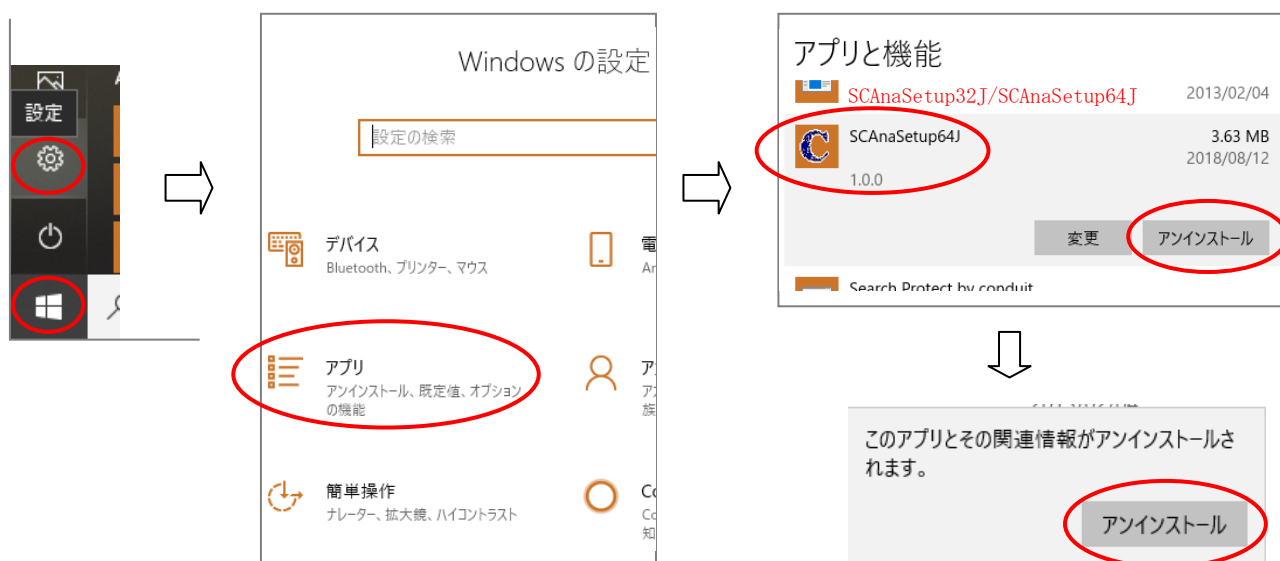 設定
Windows の設定
設定の検索
デバイス
Bluetooth、プリンター、マウス
アプリ
アンインストール、既定値、オプション
の機能
簡単操作
ナレーター、拡大鏡、ハイコントラスト
アプリと機能
SCAnaSetup32J/SCAnaSetup64J
2013/02/04
SCAnaSetup64J
3.63 MB
2018/08/12
1.0.0
変更
アンインストール
Search Protect by conduit
このアプリとその関連情報がアンインストールさ
れます。
アンインストール